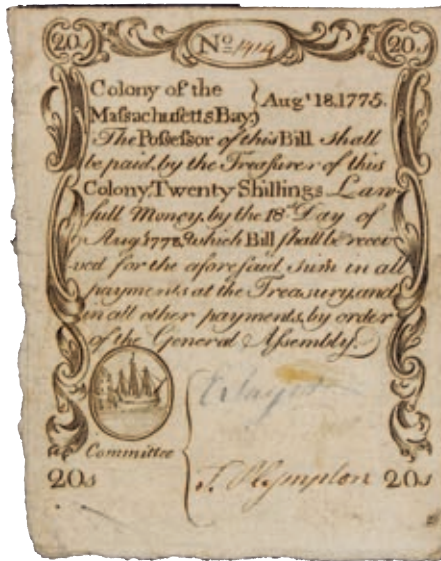 20s No 1414 20s
Colony of the
Maſsachuſetts Bay } Augt 18.1775.
The Poſseſsor of this Bill ſhall
be paid, by the Treaſurer of this
Colony, Twenty Shillings Law
full Money, by the 18th Day of
Augt 1778. which Bill ſhall be recei
ved for the aforeſaid ſum in all
payments at the Treaſury, and
in all other payments, by order
of the General Aſsembly.
Committee
20s J. Plympton 20s